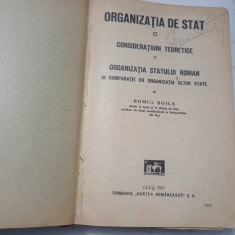 ORGANIZAȚIA DE STAT
CONSIDERAȚIUNI TEORETICE
ORGANIZAȚIA STATULUI ROMÂN
IN COMPARAȚIE CU ORGANIZAȚIA ALTOR STATE
DE
ROMUL BOILA
CLUJ, 1927
TIPOGRAFIA „CARTEA ROMÂNEASCĂ” S. A.